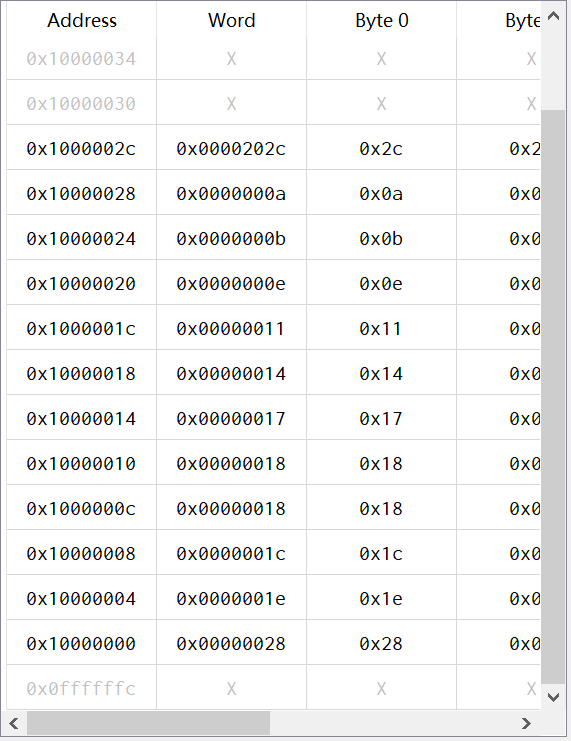 Address Word Byte 0 Byte
0x10000034 X X X
0x10000030 X X X
0x1000002c 0x0000202c 0x2c 0x2
0x10000028 0x0000000a 0x0a 0x0
0x10000024 0x0000000b 0x0b 0x0
0x10000020 0x0000000e 0x0e 0x0
0x1000001c 0x00000011 0x11 0x0
0x10000018 0x00000014 0x14 0x0
0x10000014 0x00000017 0x17 0x0
0x10000010 0x00000018 0x18 0x0
0x1000000c 0x00000018 0x18 0x0
0x10000008 0x0000001c 0x1c 0x0
0x10000004 0x0000001e 0x1e 0x0
0x10000000 0x00000028 0x28 0x0
0x0ffffffc X X X